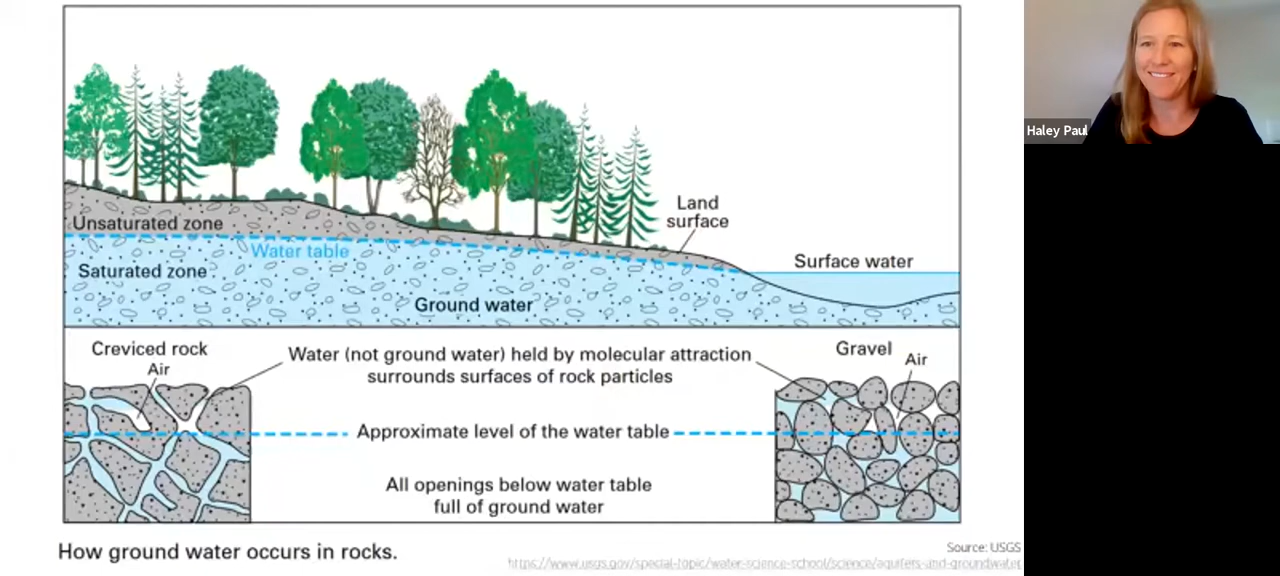 Haley Paul
Land
surface
Unsaturated zone
Water table
Surface water
Saturated zone
Ground water
Creviced rock
Air
Water (not ground water) held by molecular attraction
surrounds surfaces of rock particles
Gravel
Air
Approximate level of the water table
All openings below water table
full of ground water
How ground water occurs in rocks.
Source: USGS
https://www.usgs.gov/special-topic/water-science-school/science/aquifers-and-groundwater